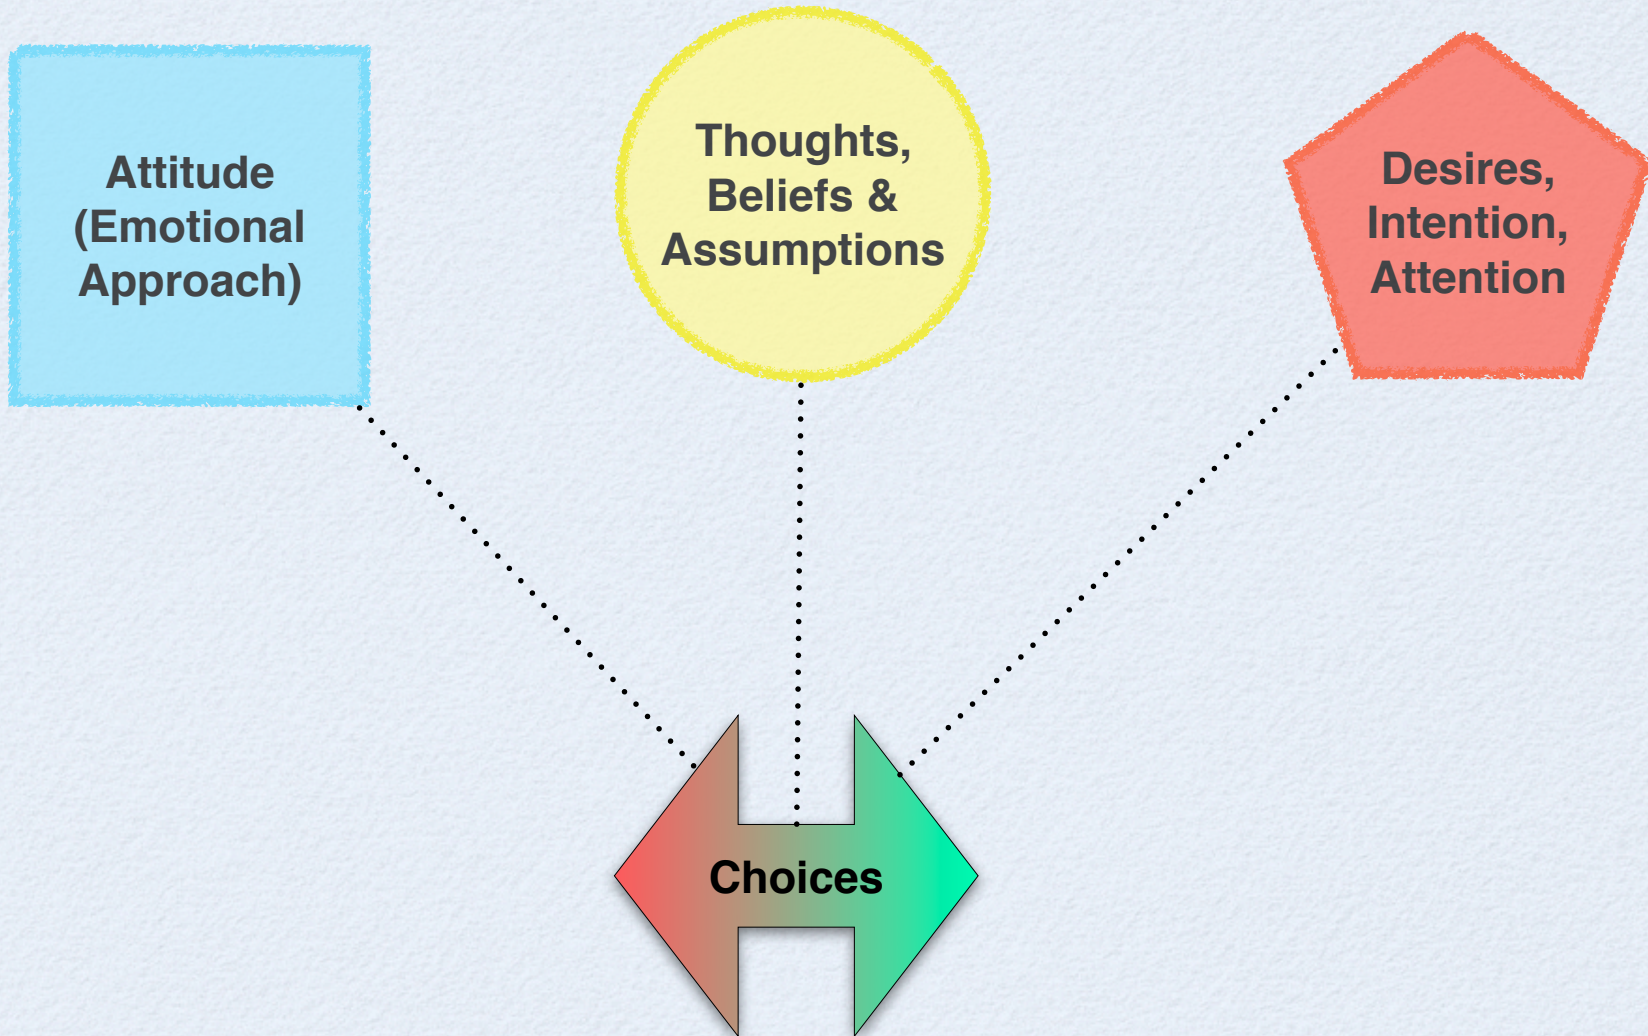 Attitude
(Emotional
Approach)
Thoughts,
Beliefs &
Assumptions
Desires,
Intention,
Attention
Choices